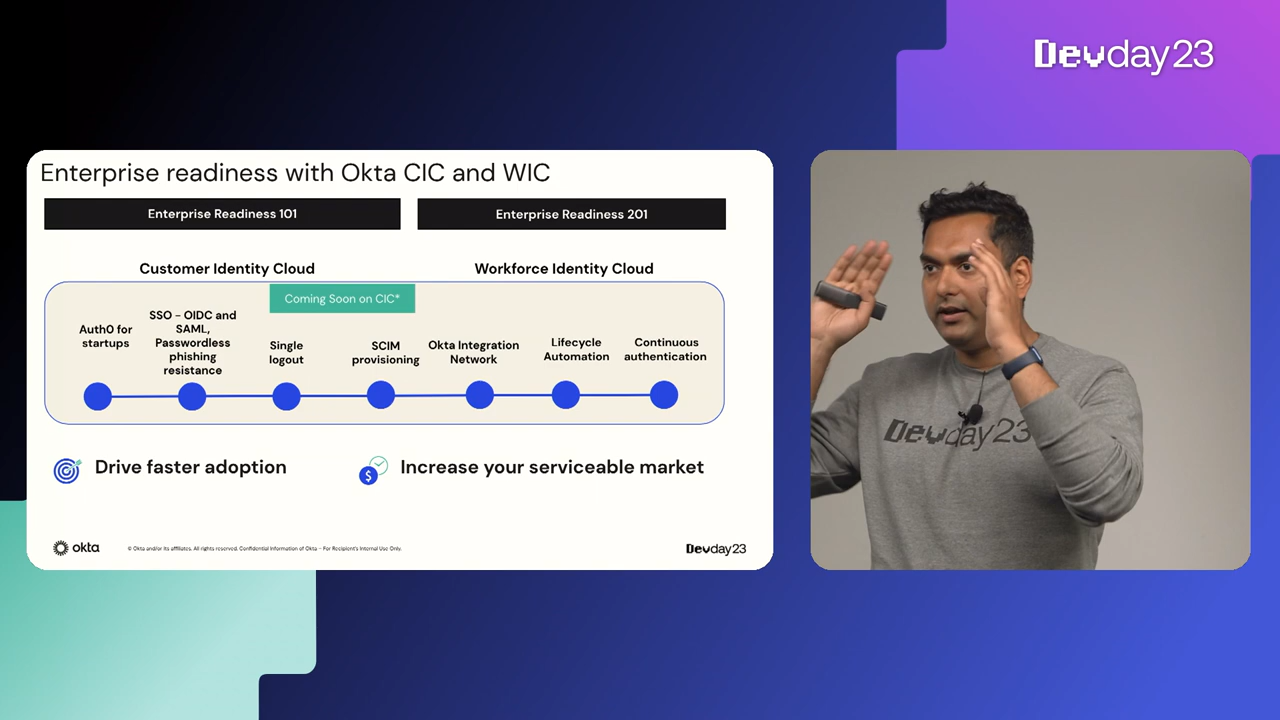 Devday23
Enterprise readiness with Okta CIC and WIC
Enterprise Readiness 101
Enterprise Readiness 201
Customer Identity Cloud
Workforce Identity Cloud
Coming Soon on CIC*
Auth0 for
startups
SSO - OIDC and
SAML,
Passwordless
phishing
resistance
Single
logout
SCIM
provisioning
Okta Integration
Network
Lifecycle
Automation
Continuous
authentication
Drive faster adoption
$
Increase your serviceable market
okta
© Okta and/or its affiliates. All rights reserved. Confidential Information of Okta – For Recipient's Internal Use Only.
Devday23
Devday23